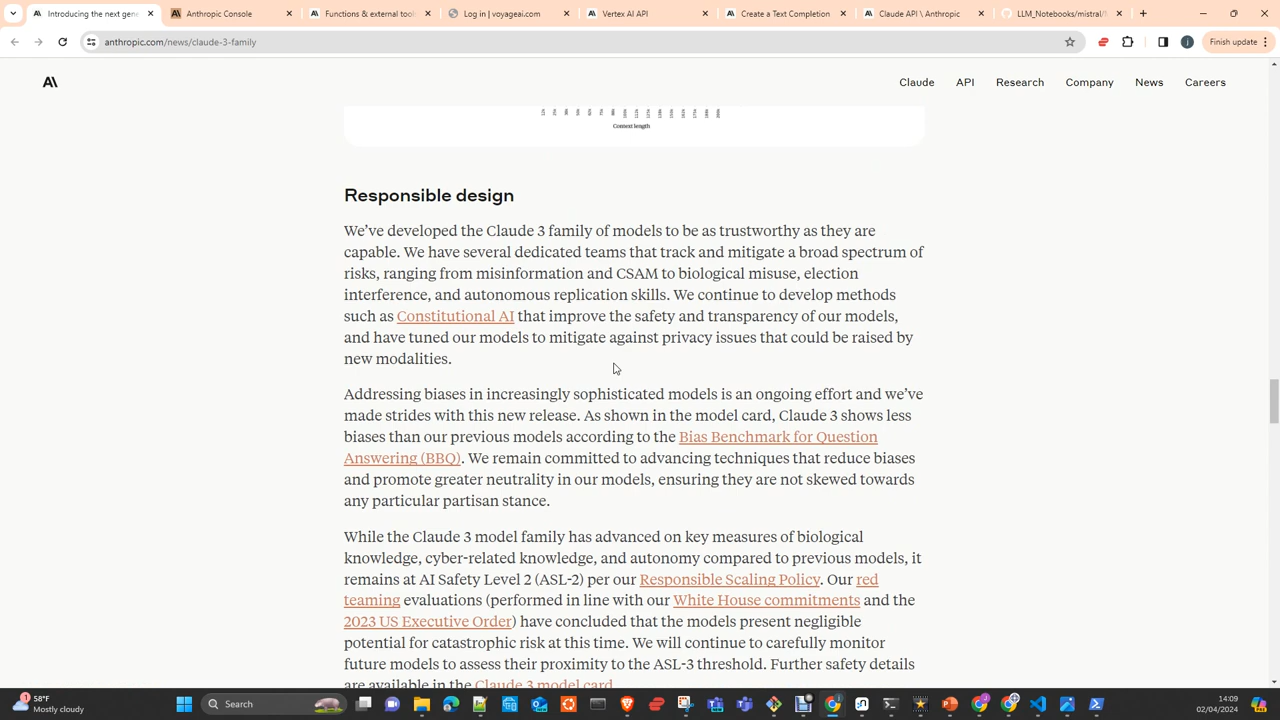 Introducing the next gene
Anthropic Console
Functions & external tool
Log in | voyageai.com
Vertex AI API
Create a Text Completion
Claude API \ Anthropic
LLM_Notebooks/mistral/
anthropic.com/news/claude-3-family
Finish update
Claude
API
Research
Company
News
Careers
Context length
Responsible design
We’ve developed the Claude 3 family of models to be as trustworthy as they are
capable. We have several dedicated teams that track and mitigate a broad spectrum of
risks, ranging from misinformation and CSAM to biological misuse, election
interference, and autonomous replication skills. We continue to develop methods
such as Constitutional AI that improve the safety and transparency of our models,
and have tuned our models to mitigate against privacy issues that could be raised by
new modalities.
Addressing biases in increasingly sophisticated models is an ongoing effort and we’ve
made strides with this new release. As shown in the model card, Claude 3 shows less
biases than our previous models according to the Bias Benchmark for Question
Answering (BBQ). We remain committed to advancing techniques that reduce biases
and promote greater neutrality in our models, ensuring they are not skewed towards
any particular partisan stance.
While the Claude 3 model family has advanced on key measures of biological
knowledge, cyber-related knowledge, and autonomy compared to previous models, it
remains at AI Safety Level 2 (ASL-2) per our Responsible Scaling Policy. Our red
teaming evaluations (performed in line with our White House commitments and the
2023 US Executive Order) have concluded that the models present negligible
potential for catastrophic risk at this time. We will continue to carefully monitor
future models to assess their proximity to the ASL-3 threshold. Further safety details
are available in the Claude 3 model card.
58°F
Mostly cloudy
Search
14:09
02/04/2024